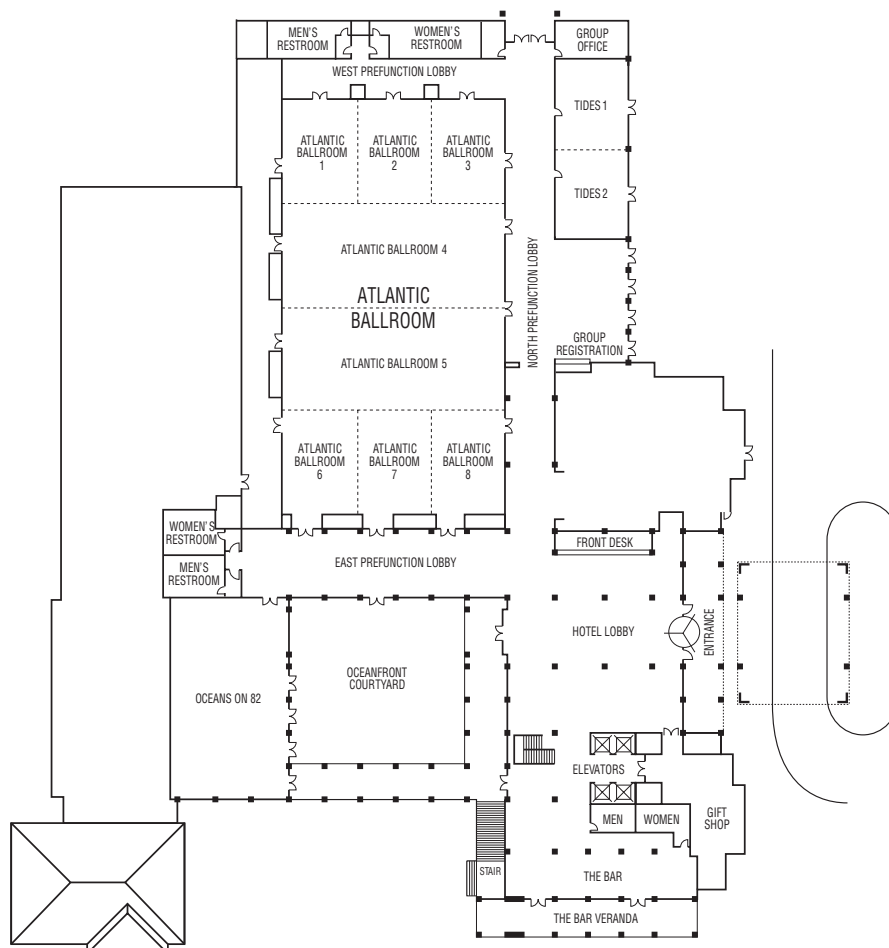 MEN'S
RESTROOM
WOMEN'S
RESTROOM
GROUP
OFFICE
WEST PREFUNCTION LOBBY
TIDES 1
ATLANTIC
BALLROOM
1
ATLANTIC
BALLROOM
2
ATLANTIC
BALLROOM
3
TIDES 2
ATLANTIC BALLROOM 4
NORTH PREFUNCTION LOBBY
ATLANTIC
BALLROOM
GROUP
REGISTRATION
ATLANTIC BALLROOM 5
ATLANTIC
BALLROOM
6
ATLANTIC
BALLROOM
7
ATLANTIC
BALLROOM
8
WOMEN'S
RESTROOM
MEN'S
RESTROOM
EAST PREFUNCTION LOBBY
FRONT DESK
HOTEL LOBBY
ENTRANCE
OCEANS ON 82
OCEANFRONT
COURTYARD
ELEVATORS
MEN
WOMEN
GIFT
SHOP
STAIR
THE BAR
THE BAR VERANDA